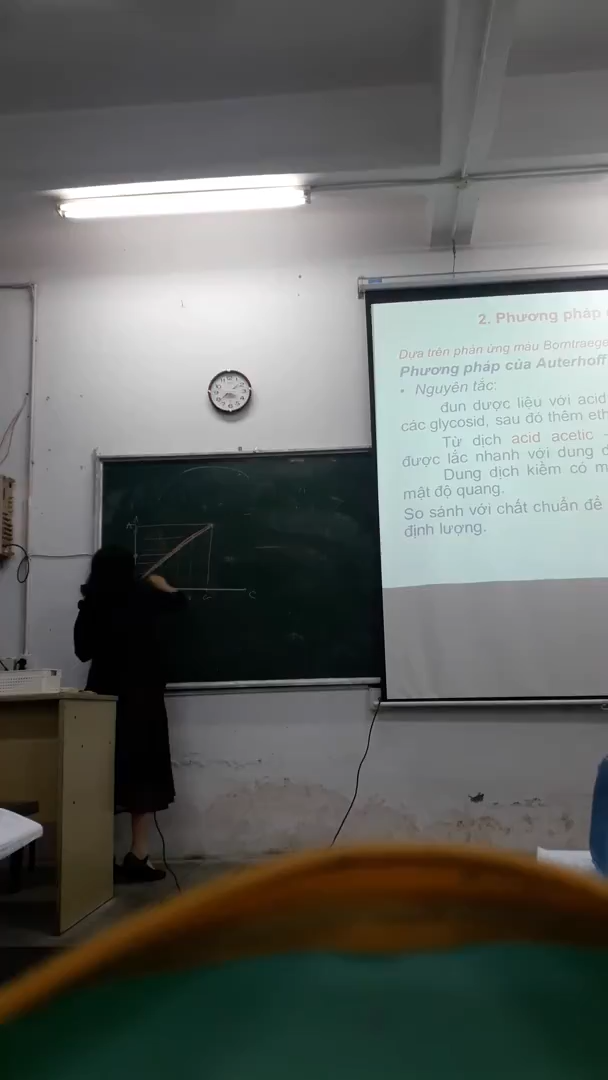 2. Phương pháp
Dựa trên phản ứng màu Borntraege
Phương pháp của Auterhoff
• Nguyên tắc:
đun dược liệu với acid
các glycosid, sau đó thêm eth
Từ dịch acid acetic
được lắc nhanh với dung d
Dung dịch kiềm có m
mật độ quang.
So sánh với chất chuẩn để
định lượng.
C